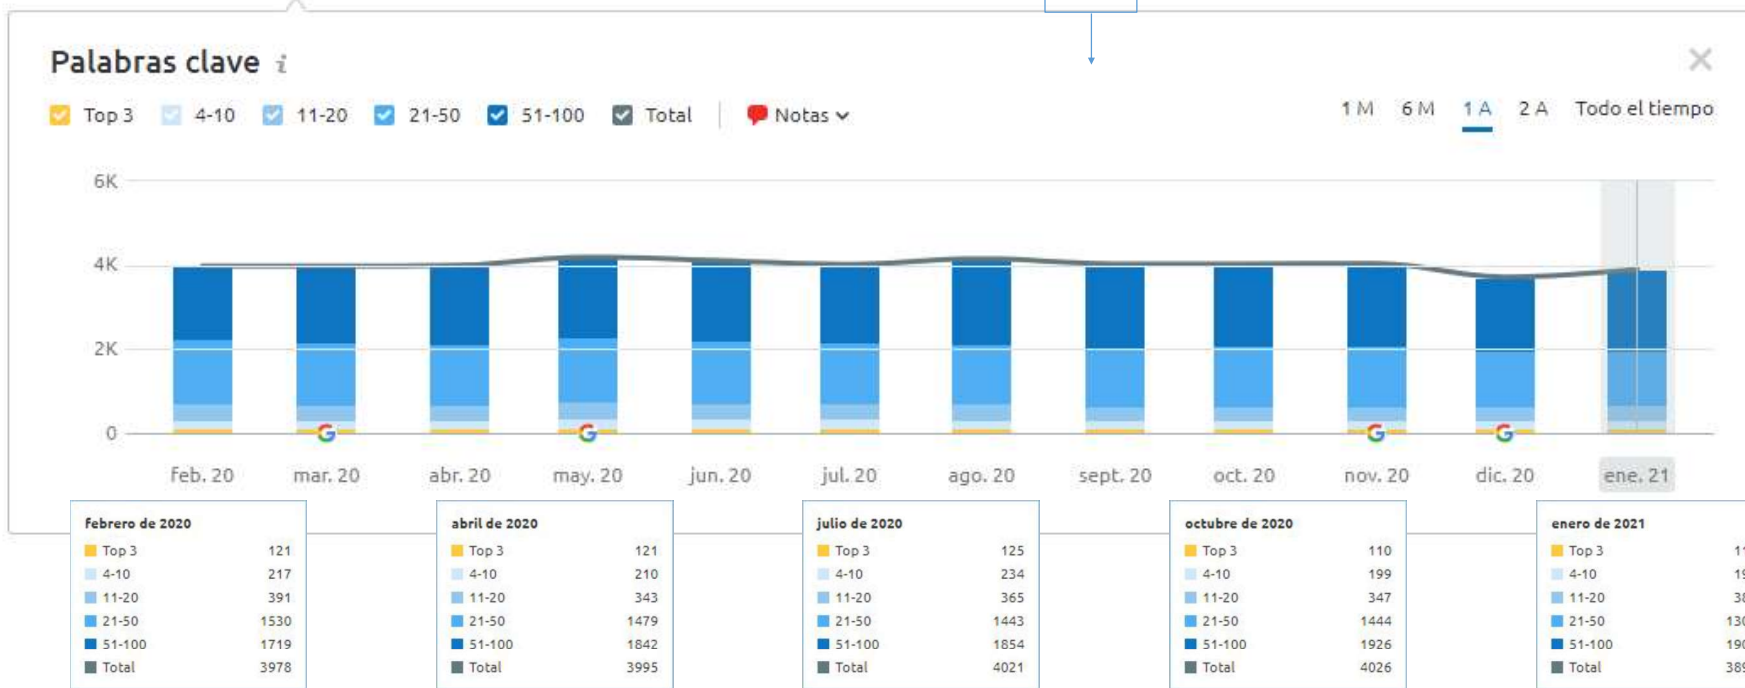 Palabras clave i
Top 3 4-10 11-20 21-50 51-100 Total Notas
1 M 6 M 1 A 2 A Todo el tiempo
6K
4K
2K
0
feb. 20 mar. 20 abr. 20 may. 20 jun. 20 jul. 20 ago. 20 sept. 20 oct. 20 nov. 20 dic. 20 ene. 21
febrero de 2020
Top 3 121
4-10 217
11-20 391
21-50 1530
51-100 1719
Total 3978
abril de 2020
Top 3 121
4-10 210
11-20 343
21-50 1479
51-100 1842
Total 3995
julio de 2020
Top 3 125
4-10 234
11-20 365
21-50 1443
51-100 1854
Total 4021
octubre de 2020
Top 3 110
4-10 199
11-20 347
21-50 1444
51-100 1926
Total 4026
enero de 2021
Top 3
4-10
11-20
21-50
51-100
Total